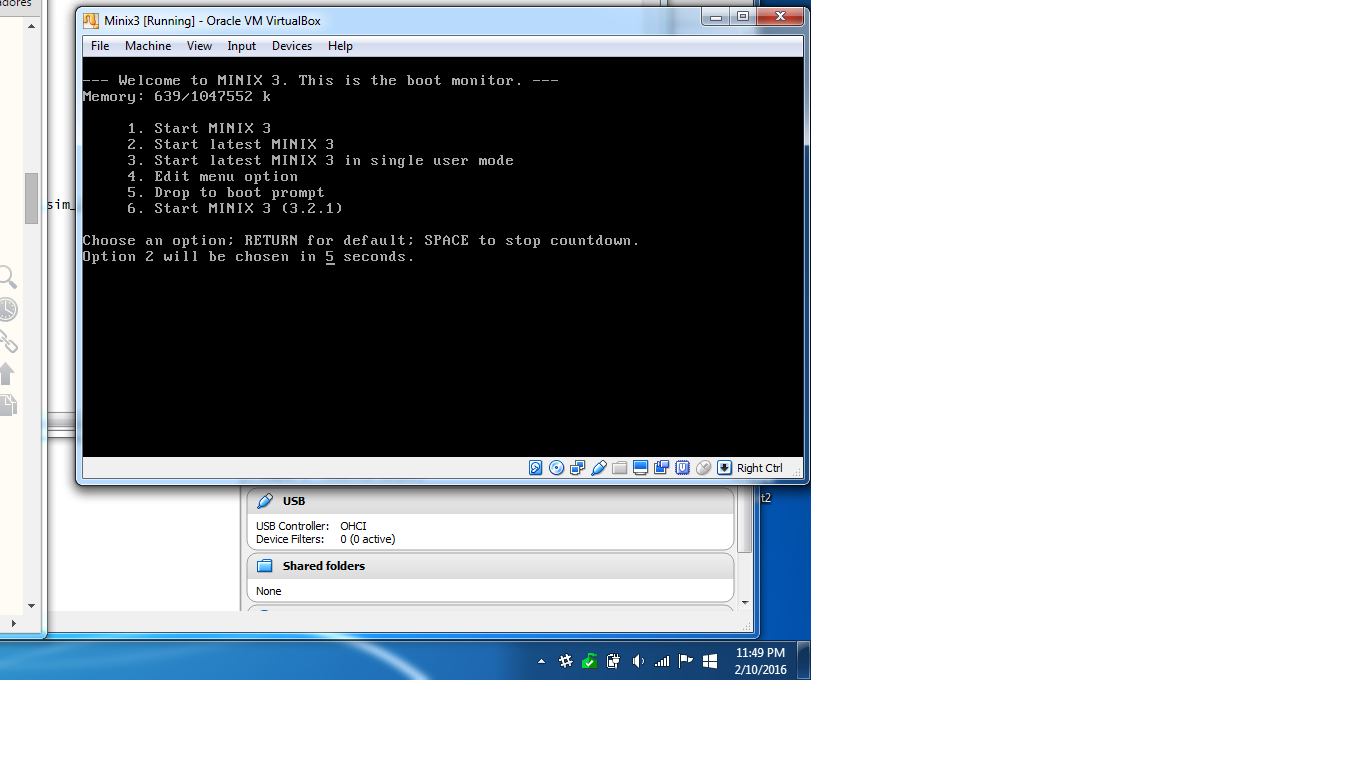 adores
Minix3 [Running] - Oracle VM VirtualBox
File Machine View Input Devices Help
--- Welcome to MINIX 3. This is the boot monitor. ---
Memory: 639/1047552 k
1. Start MINIX 3
2. Start latest MINIX 3
3. Start latest MINIX 3 in single user mode
4. Edit menu option
5. Drop to boot prompt
6. Start MINIX 3 (3.2.1)
sim_
Choose an option; RETURN for default; SPACE to stop countdown.
Option 2 will be chosen in 5 seconds.
Right Ctrl
t2
USB
USB Controller: OHCI
Device Filters: 0 (0 active)
Shared folders
None
11:49 PM
2/10/2016